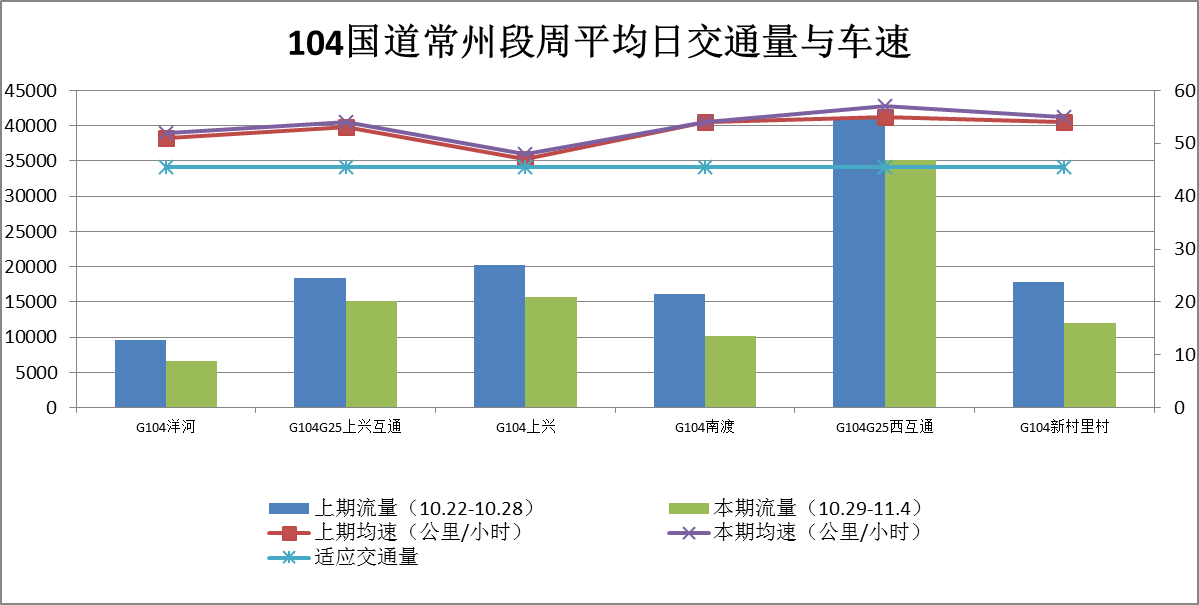 104国道常州段周平均日交通量与车速
45000
40000
35000
30000
25000
20000
15000
10000
5000
0
60
50
40
30
20
10
0
G104洋河
G104G25上兴互通
G104上兴
G104南渡
G104G25西互通
G104新村里村
上期流量（10.22-10.28）
本期流量（10.29-11.4）
上期均速（公里/小时）
本期均速（公里/小时）
适应交通量